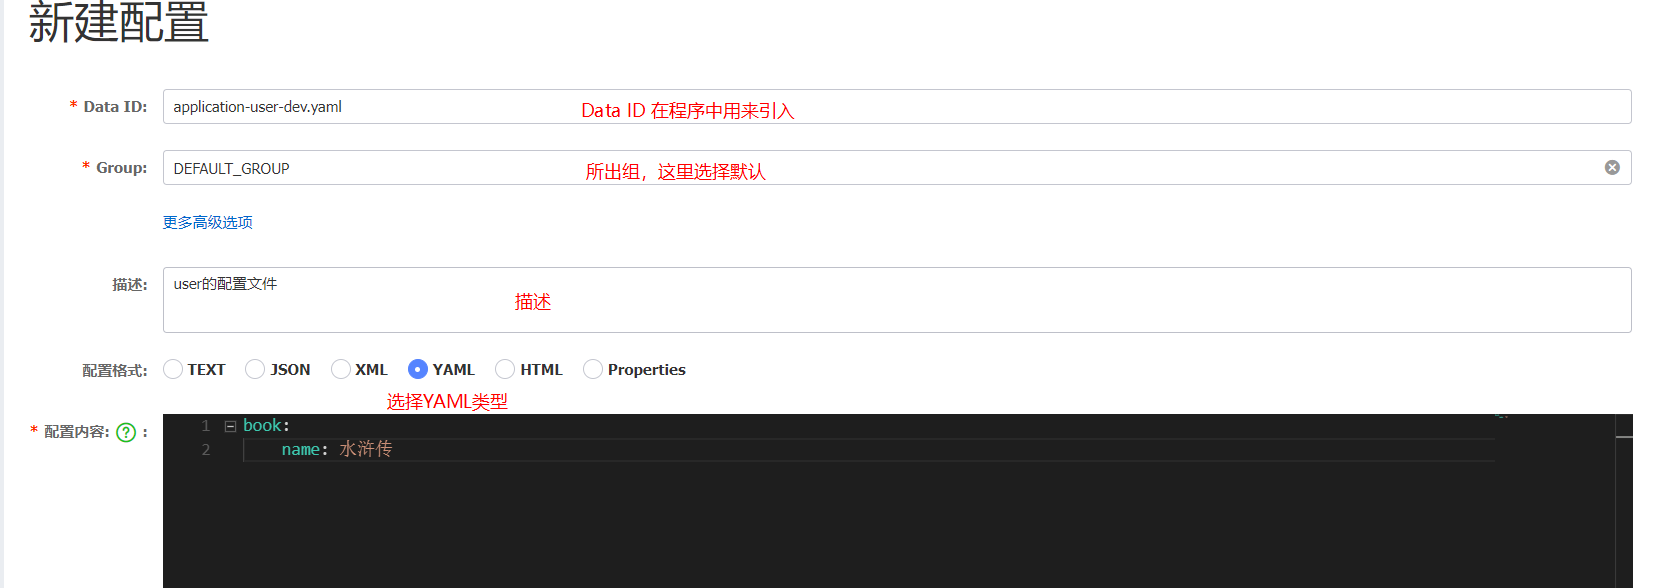 新建配置
* Data ID: application-user-dev.yaml Data ID 在程序中用来引入
* Group: DEFAULT_GROUP 所出组，这里选择默认
更多高级选项
描述: user的配置文件
描述
配置格式: TEXT JSON XML YAML HTML Properties
选择YAML类型
* 配置内容: ? : 1 book:
2 name: 水浒传